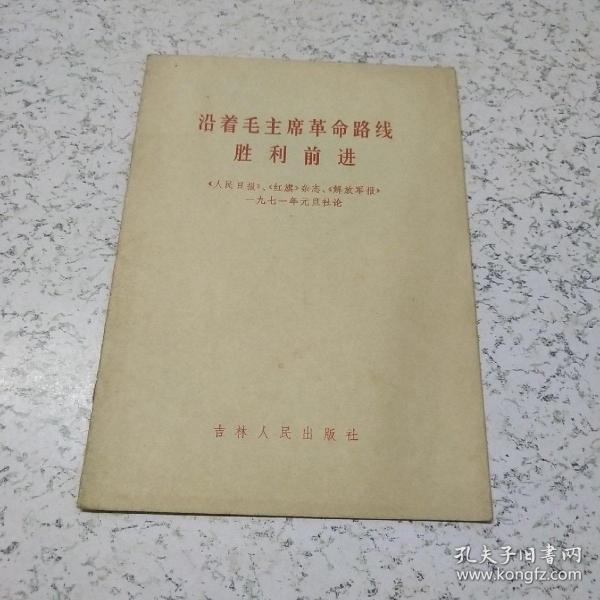 沿着毛主席革命路线
胜利前进
《人民日报》、《红旗》杂志、《解放军报》
一九七一年元旦社论
吉林人民出版社
孔夫子旧书网
www.kongfz.com